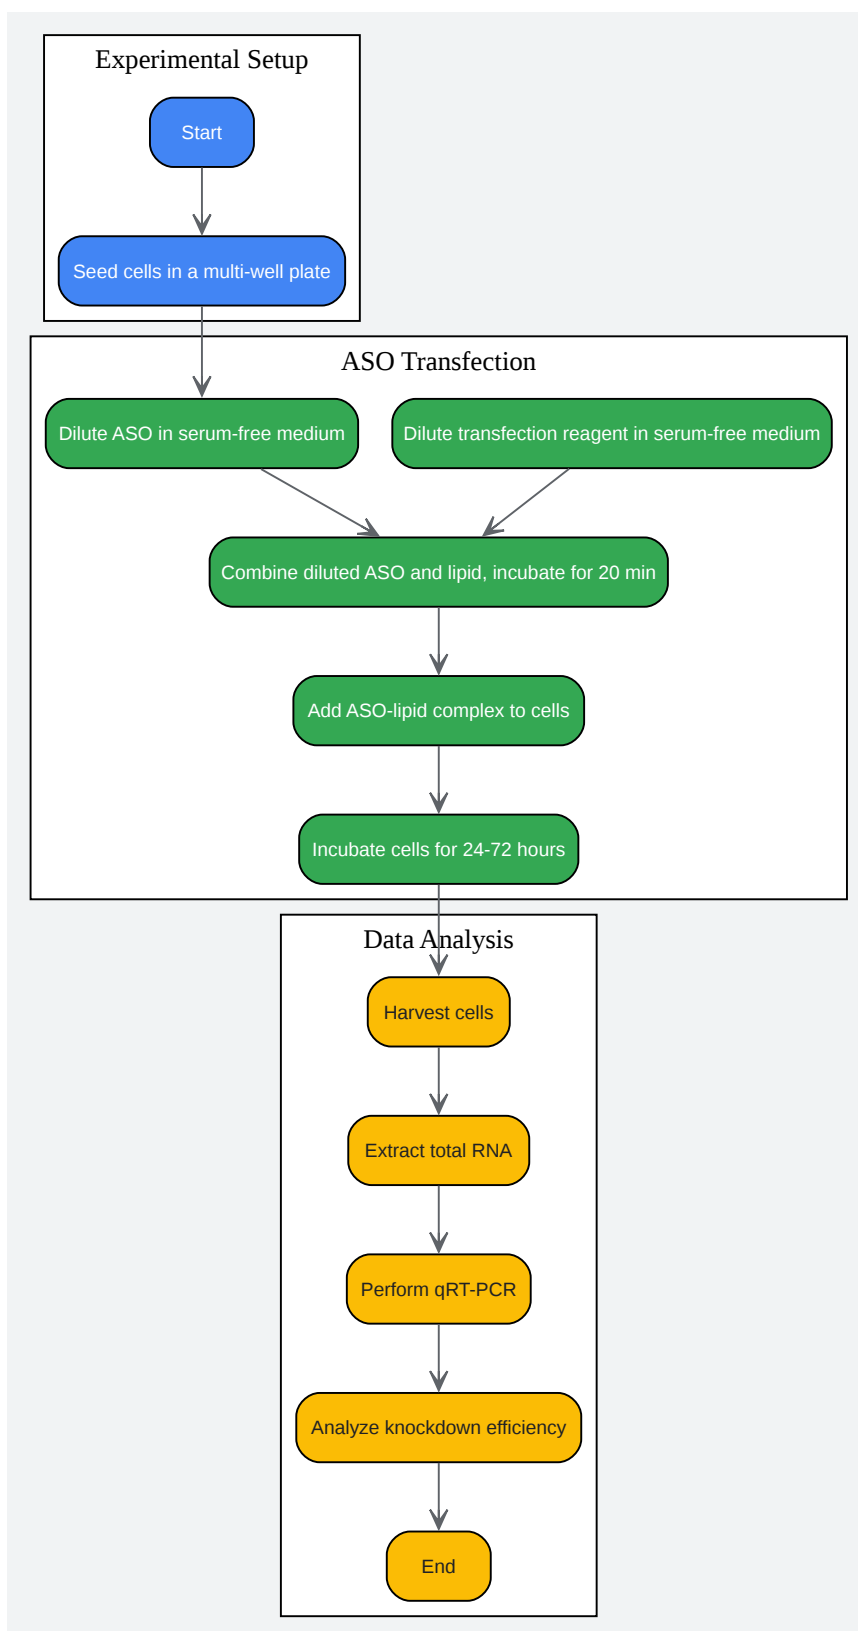 Experimental Setup
Start
Seed cells in a multi-well plate
ASO Transfection
Dilute ASO in serum-free medium
Dilute transfection reagent in serum-free medium
Combine diluted ASO and lipid, incubate for 20 min
Add ASO-lipid complex to cells
Incubate cells for 24-72 hours
Data Analysis
Harvest cells
Extract total RNA
Perform qRT-PCR
Analyze knockdown efficiency
End